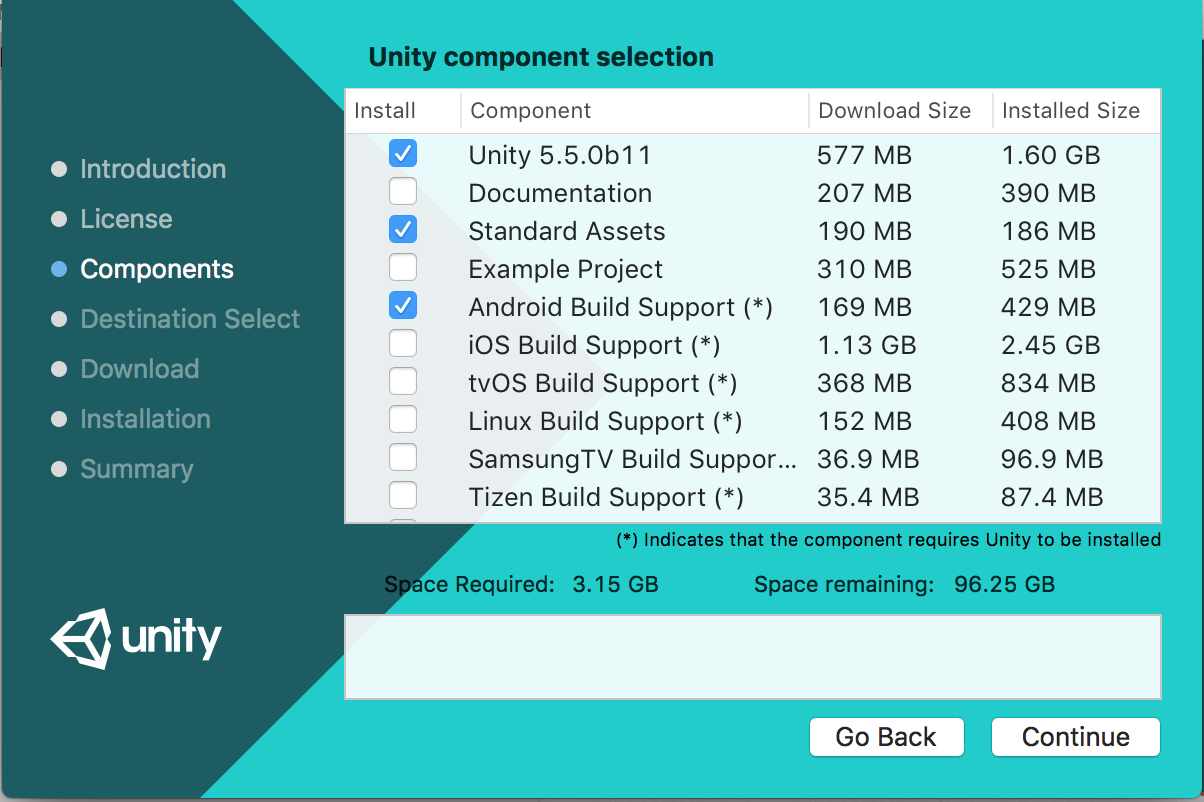 Unity component selection
Install Component Download Size Installed Size
Unity 5.5.0b11 577 MB 1.60 GB
Documentation 207 MB 390 MB
Standard Assets 190 MB 186 MB
Example Project 310 MB 525 MB
Android Build Support (*) 169 MB 429 MB
iOS Build Support (*) 1.13 GB 2.45 GB
tvOS Build Support (*) 368 MB 834 MB
Linux Build Support (*) 152 MB 408 MB
SamsungTV Build Suppor... 36.9 MB 96.9 MB
Tizen Build Support (*) 35.4 MB 87.4 MB
(*) Indicates that the component requires Unity to be installed
Space Required: 3.15 GB Space remaining: 96.25 GB
Introduction
License
Components
Destination Select
Download
Installation
Summary
unity
Go Back Continue